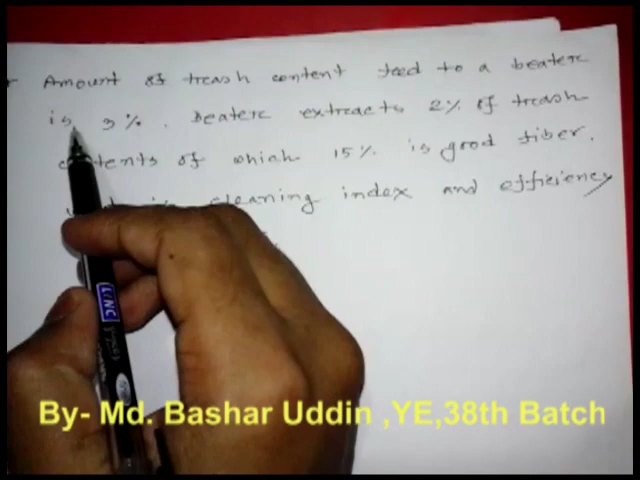 Amount of trash content feed to a beater
is 3%. Beater extracts 2% of trash
contents of which 15% is good fiber.
cleaning index and efficiency
LINC
By- Md. Bashar Uddin ,YE,38th Batch